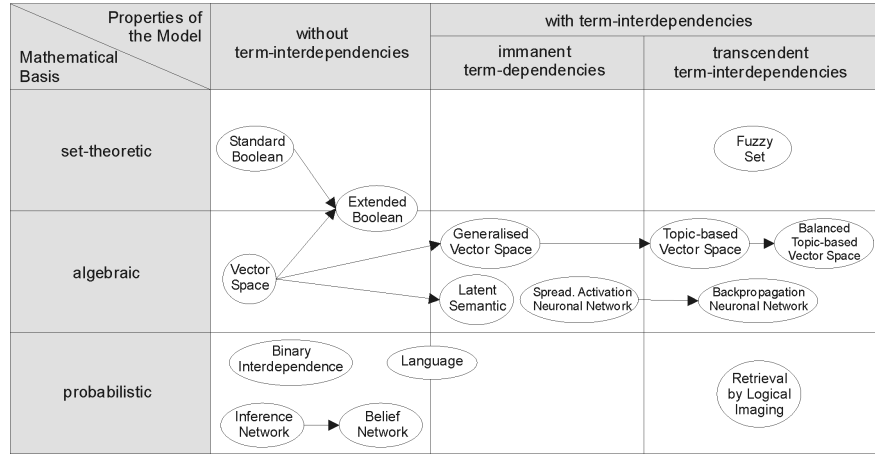 Properties of
the Model
Mathematical
Basis
without
term-interdependencies
with term-interdependencies
immanent
term-dependencies
transcendent
term-interdependencies
set-theoretic
Standard
Boolean
Fuzzy
Set
Extended
Boolean
algebraic
Vector
Space
Generalised
Vector Space
Topic-based
Vector Space
Balanced
Topic-based
Vector Space
Latent
Semantic
Spread. Activation
Neuronal Network
Backpropagation
Neuronal Network
probabilistic
Binary
Interdependence
Language
Retrieval
by Logical
Imaging
Inference
Network
Belief
Network